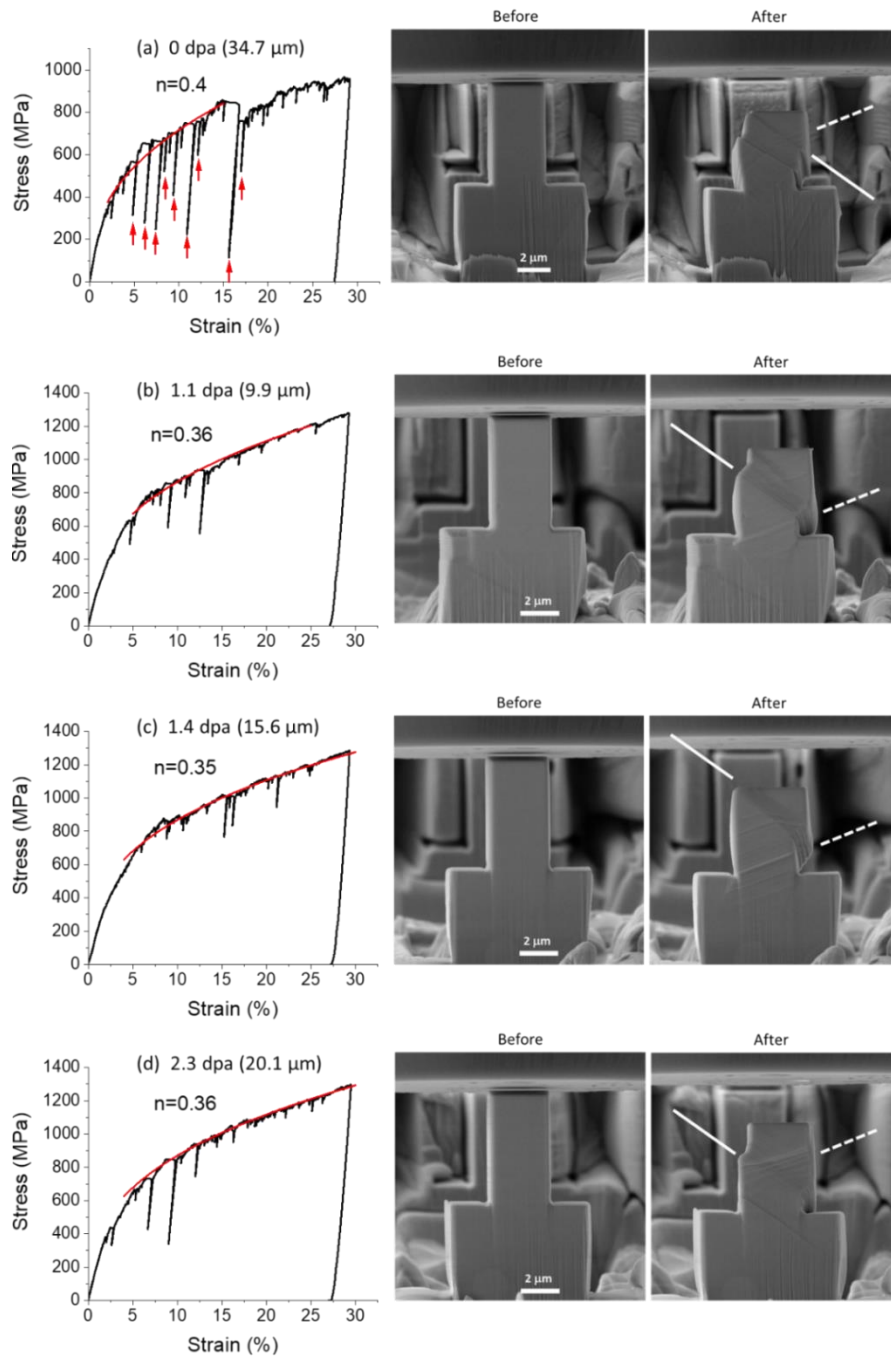 Before After
(a) 0 dpa (34.7 μm)
n=0.4
1000
800
600
400
200
0
Stress (MPa)
0 5 10 15 20 25 30
Strain (%)
2 μm
Before After
(b) 1.1 dpa (9.9 μm)
n=0.36
1400
1200
1000
800
600
400
200
0
Stress (MPa)
0 5 10 15 20 25 30
Strain (%)
2 μm
Before After
(c) 1.4 dpa (15.6 μm)
n=0.35
1400
1200
1000
800
600
400
200
0
Stress (MPa)
0 5 10 15 20 25 30
Strain (%)
2 μm
Before After
(d) 2.3 dpa (20.1 μm)
n=0.36
1400
1200
1000
800
600
400
200
0
Stress (MPa)
0 5 10 15 20 25 30
Strain (%)
2 μm